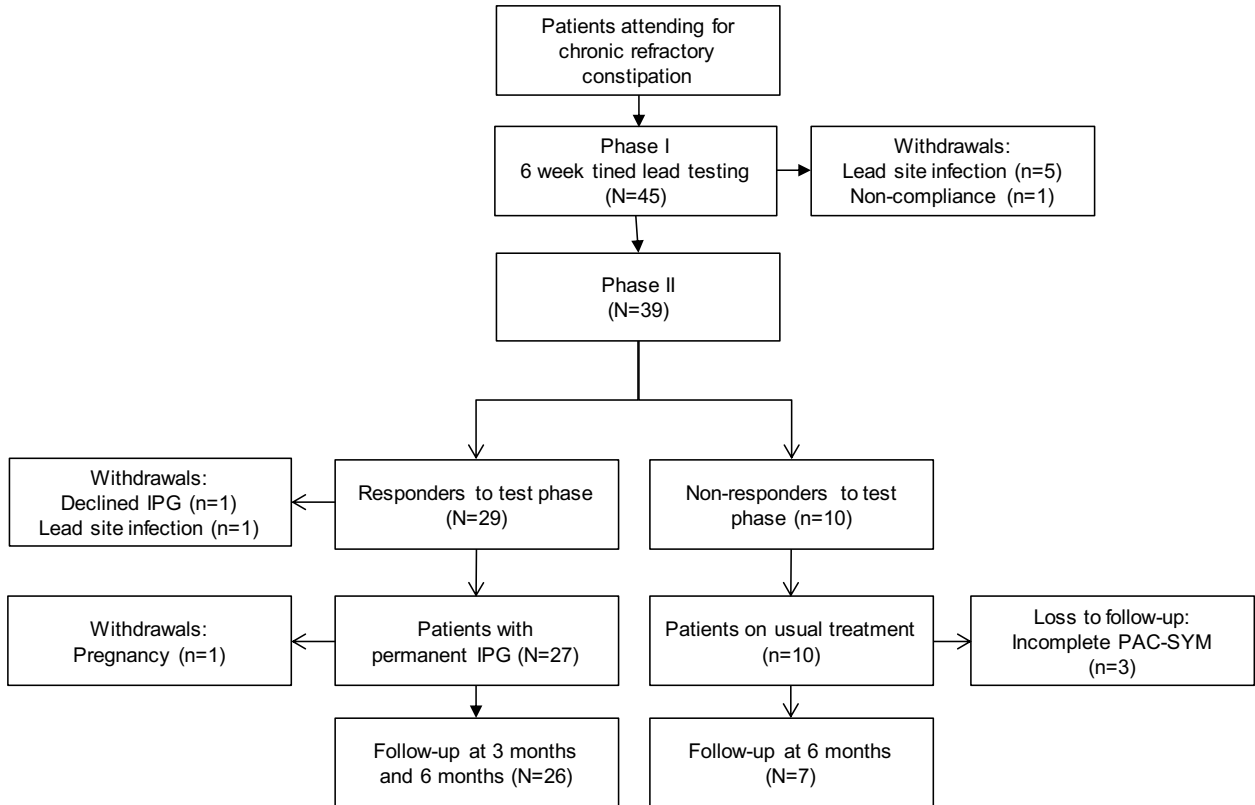 Patients attending for
chronic refractory
constipation
Phase I
6 week tined lead testing
(N=45)
Withdrawals:
Lead site infection (n=5)
Non-compliance (n=1)
Phase II
(N=39)
Withdrawals:
Declined IPG (n=1)
Lead site infection (n=1)
Responders to test phase
(N=29)
Non-responders to test
phase (n=10)
Withdrawals:
Pregnancy (n=1)
Patients with
permanent IPG (N=27)
Patients on usual treatment
(n=10)
Loss to follow-up:
Incomplete PAC-SYM
(n=3)
Follow-up at 3 months
and 6 months (N=26)
Follow-up at 6 months
(N=7)